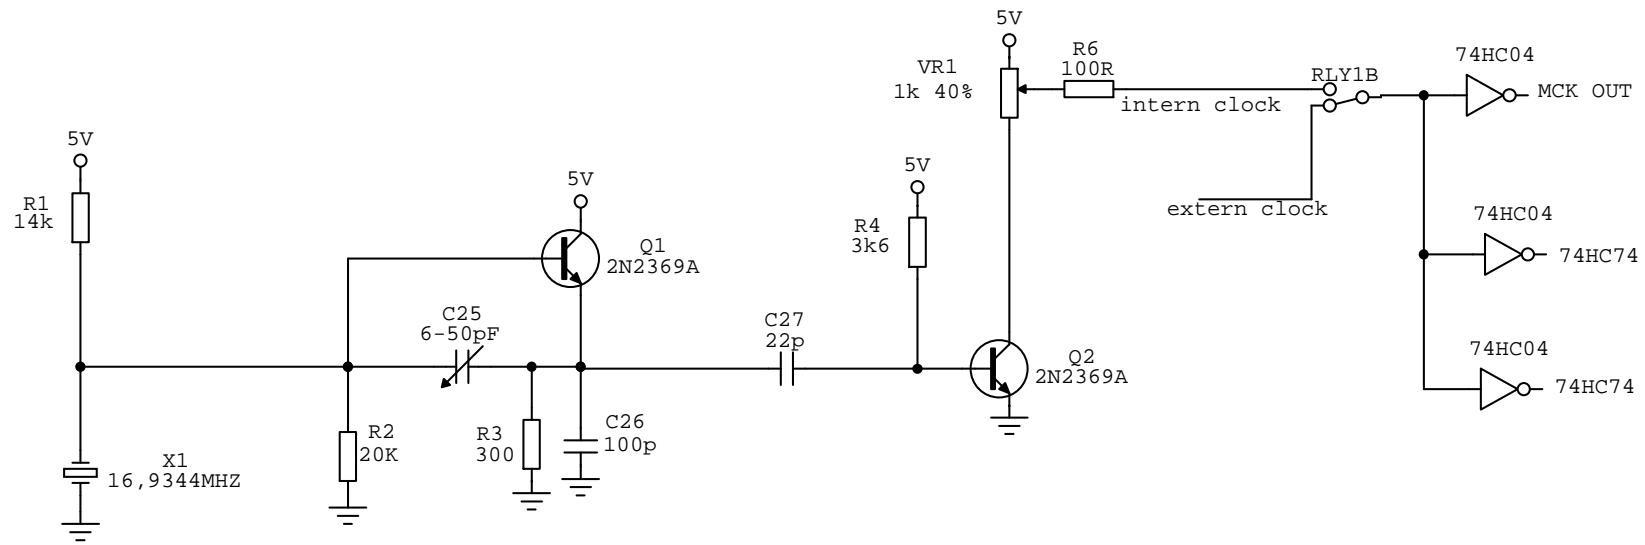 5V
R1
14k
X1
16,9344MHZ
R2
20K
C25
6-50pF
5V
Q1
2N2369A
R3
300
C26
100p
C27
22p
5V
R4
3k6
Q2
2N2369A
5V
VR1
1k 40%
R6
100R
intern clock
extern clock
RLY1B
74HC04
MCK OUT
74HC04
74HC74
74HC04
74HC74